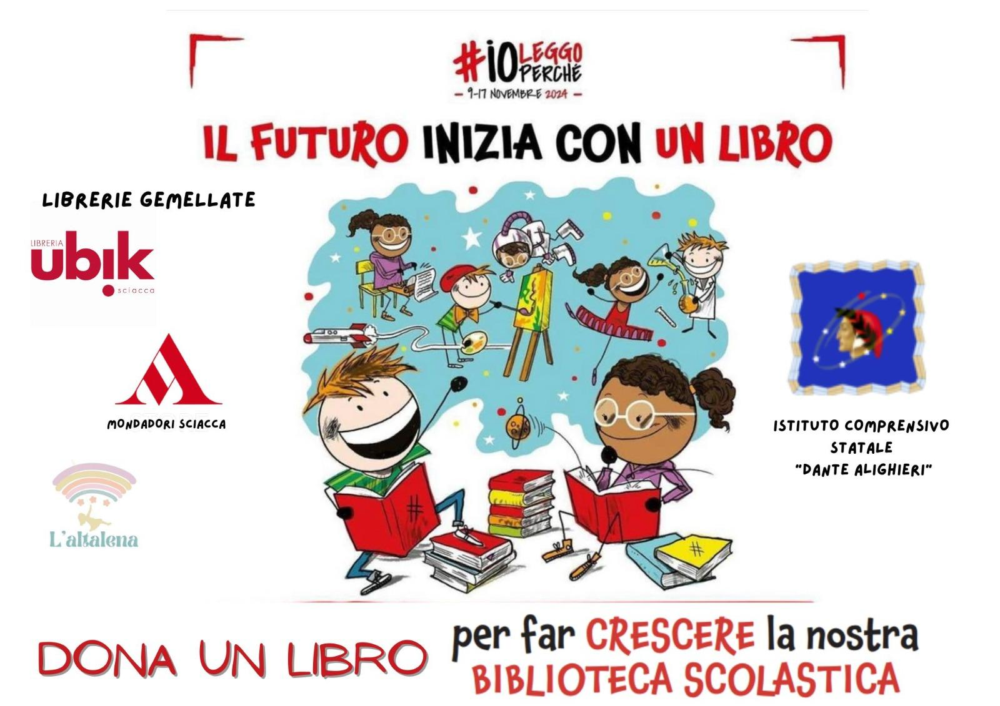 #iO LEGGO
PERCHÉ
— 9-17 NOVEMBRE 2024 —
IL FUTURO INIZIA CON UN LIBRO
LIBRERIE GEMELLATE
LIBRERIA
ubik
sciacca
MONDADORI SCIACCA
L'altalena
#
#
ISTITUTO COMPRENSIVO
STATALE
"DANTE ALIGHIERI"
DONA UN LIBRO
per far CRESCERE la nostra
BIBLIOTECA SCOLASTICA